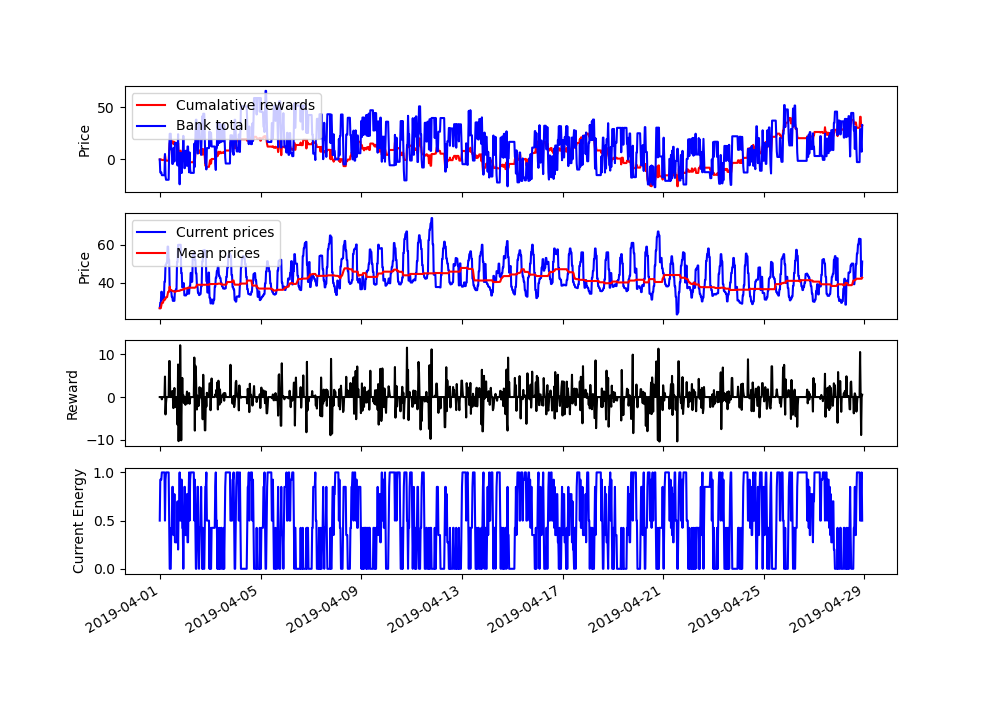 50
0
Price
Cumalative rewards
Bank total
60
40
Price
Current prices
Mean prices
10
0
−10
Reward
1.0
0.5
0.0
Current Energy
2019-04-01
2019-04-05
2019-04-09
2019-04-13
2019-04-17
2019-04-21
2019-04-25
2019-04-29